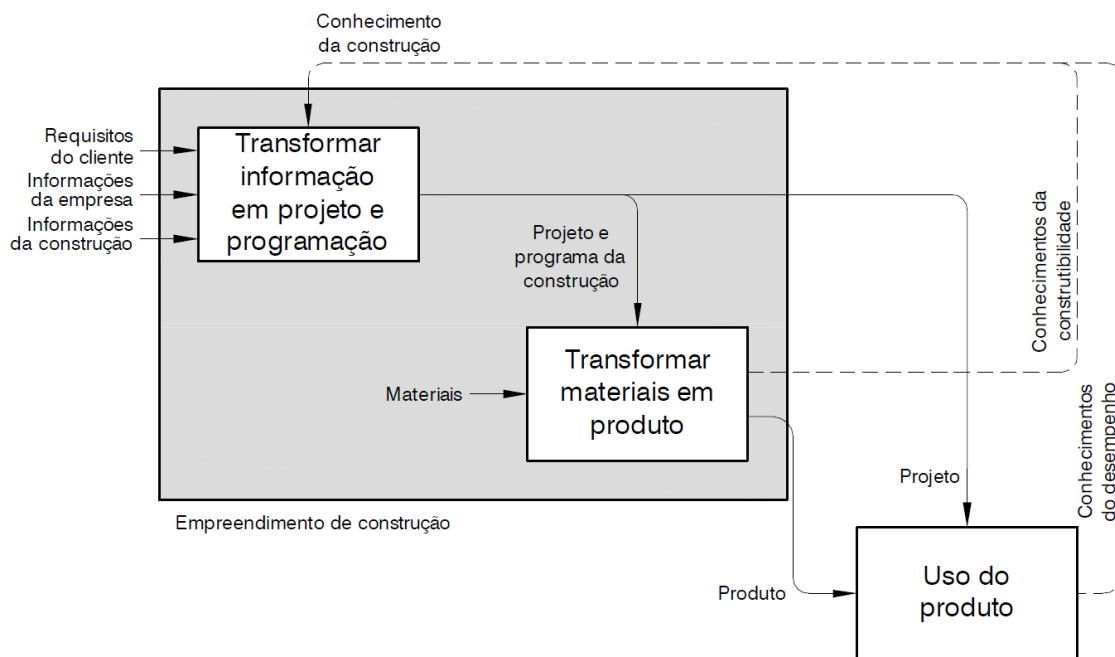 Conhecimento
da construção
Requisitos
do cliente
Informações
da empresa
Informações
da construção
Transformar
informação
em projeto e
programação
Projeto e
programa da
construção
Conhecimentos da
construtibilidade
Materiais
Transformar
materiais em
produto
Conhecimentos
do desempenho
Projeto
Empreendimento de construção
Produto
Uso do
produto